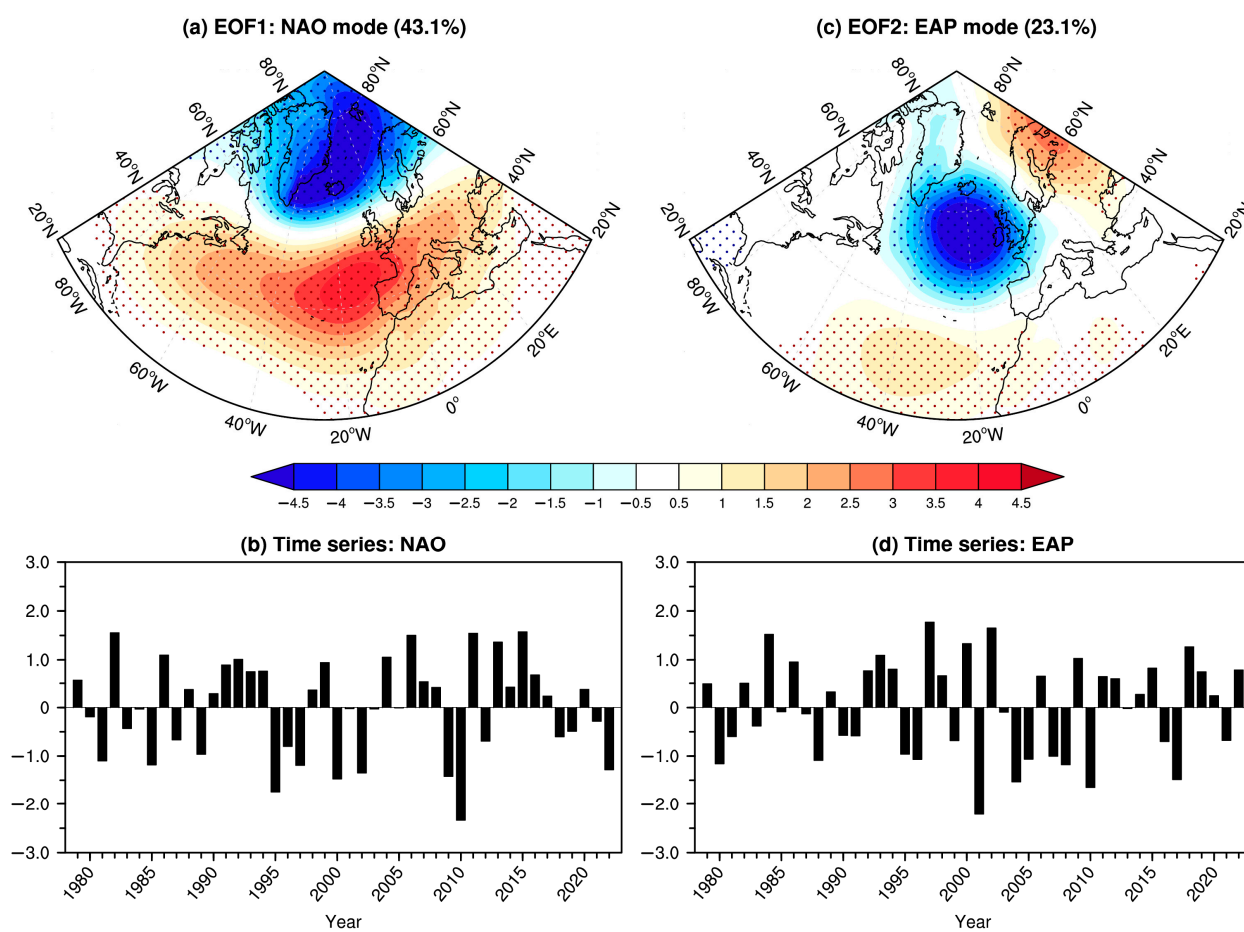 (a) EOF1: NAO mode (43.1%)
80°N 80°N
60°N 60°N
40°N 40°N
20°N 20°N
80°W 60°W 40°W 20°W 0° 20°E
(c) EOF2: EAP mode (23.1%)
80°N 80°N
60°N 60°N
40°N 40°N
20°N 20°N
80°W 60°W 40°W 20°W 0° 20°E
−4.5 −4 −3.5 −3 −2.5 −2 −1.5 −1 −0.5 0.5 1 1.5 2 2.5 3 3.5 4 4.5
(b) Time series: NAO
3.0
2.0
1.0
0
−1.0
−2.0
−3.0
1980 1985 1990 1995 2000 2005 2010 2015 2020
Year
(d) Time series: EAP
3.0
2.0
1.0
0
−1.0
−2.0
−3.0
1980 1985 1990 1995 2000 2005 2010 2015 2020
Year